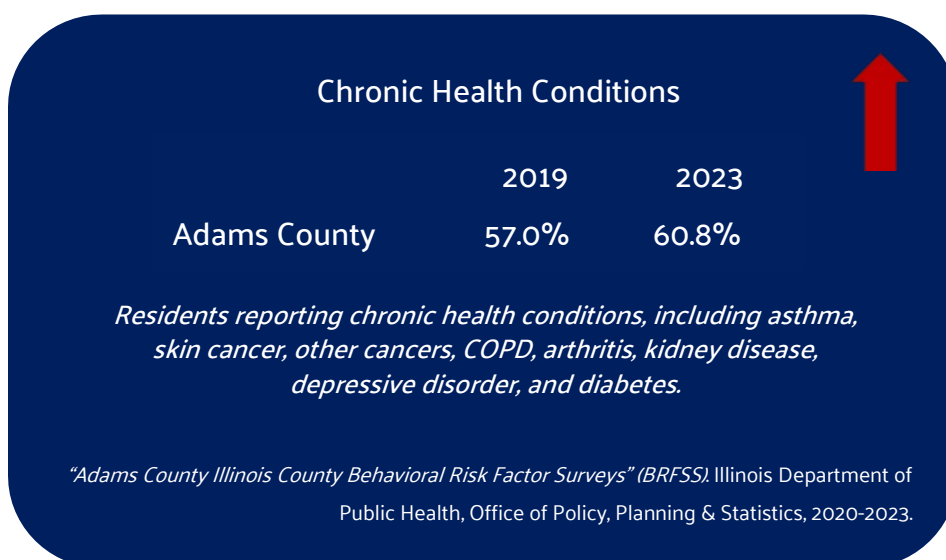 Chronic Health Conditions
2019 2023
Adams County 57.0% 60.8%
Residents reporting chronic health conditions, including asthma,
skin cancer, other cancers, COPD, arthritis, kidney disease,
depressive disorder, and diabetes.
“Adams County Illinois County Behavioral Risk Factor Surveys” (BRFSS). Illinois Department of
Public Health, Office of Policy, Planning & Statistics, 2020-2023.